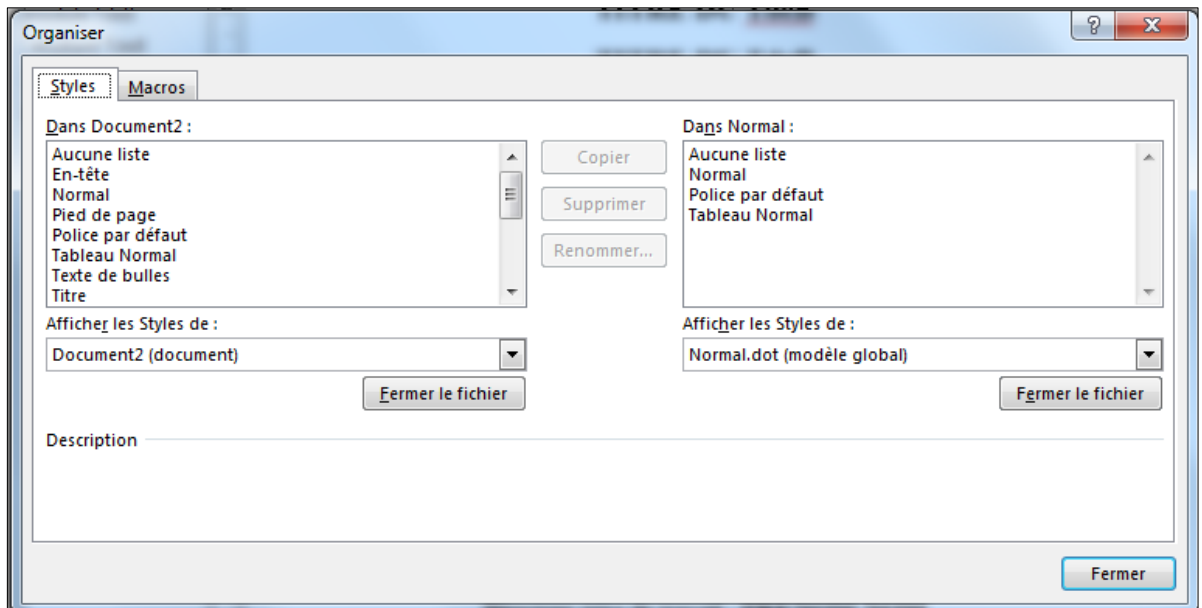 Organiser
Styles
Macros
Dans Document2 :
Aucune liste
En-tête
Normal
Pied de page
Police par défaut
Tableau Normal
Texte de bulles
Titre
Copier
Supprimer
Renommer...
Dans Normal :
Aucune liste
Normal
Police par défaut
Tableau Normal
Afficher les Styles de :
Document2 (document)
Fermer le fichier
Afficher les Styles de :
Normal.dot (modèle global)
Fermer le fichier
Description
Fermer